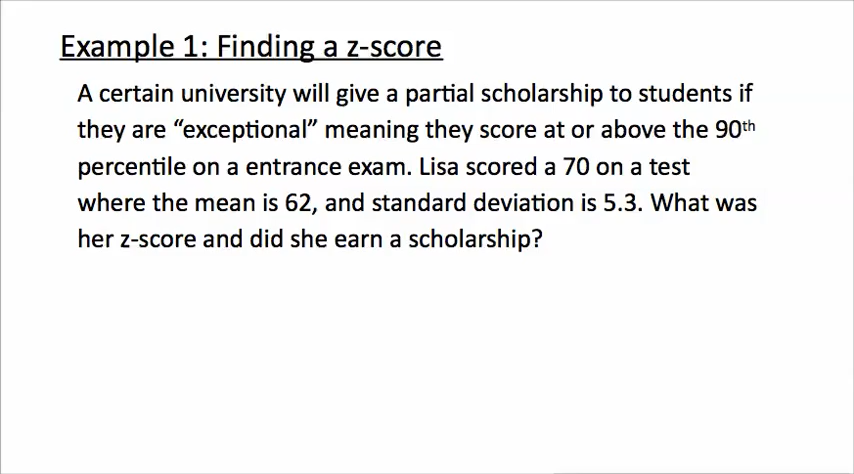 Example 1: Finding a z-score
A certain university will give a partial scholarship to students if
they are “exceptional” meaning they score at or above the 90th
percentile on a entrance exam. Lisa scored a 70 on a test
where the mean is 62, and standard deviation is 5.3. What was
her z-score and did she earn a scholarship?